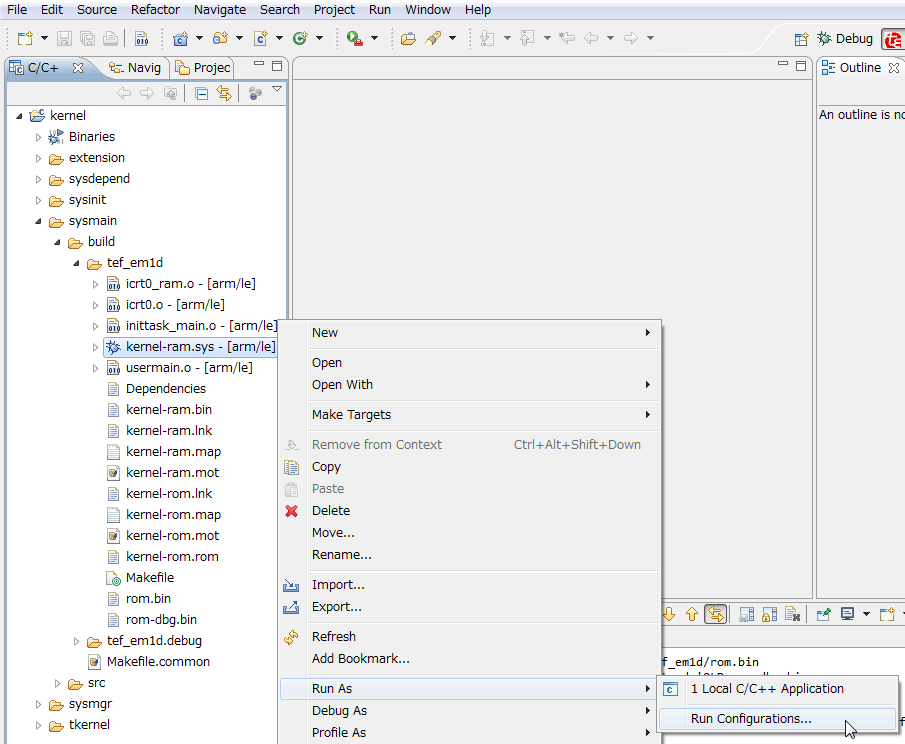 File Edit Source Refactor Navigate Search Project Run Window Help
Debug
C/C+ Navig Projec
Outline
An outline is no
kernel
Binaries
extension
sysdepend
sysinit
sysmain
build
tef_em1d
icrt0_ram.o - [arm/le]
icrt0.o - [arm/le]
inittask_main.o - [arm/le]
kernel-ram.sys - [arm/le]
usermain.o - [arm/le]
Dependencies
kernel-ram.bin
kernel-ram.lnk
kernel-ram.map
kernel-ram.mot
kernel-rom.lnk
kernel-rom.map
kernel-rom.mot
kernel-rom.rom
Makefile
rom.bin
rom-dbg.bin
tef_em1d.debug
Makefile.common
src
sysmgr
tkernel
New
Open
Open With
Make Targets
Remove from Context Ctrl+Alt+Shift+Down
Copy
Paste
Delete
Move...
Rename...
Import...
Export...
Refresh
Add Bookmark...
Run As
Debug As
Profile As
f_em1d/rom.bin
1 Local C/C++ Application
Run Configurations...